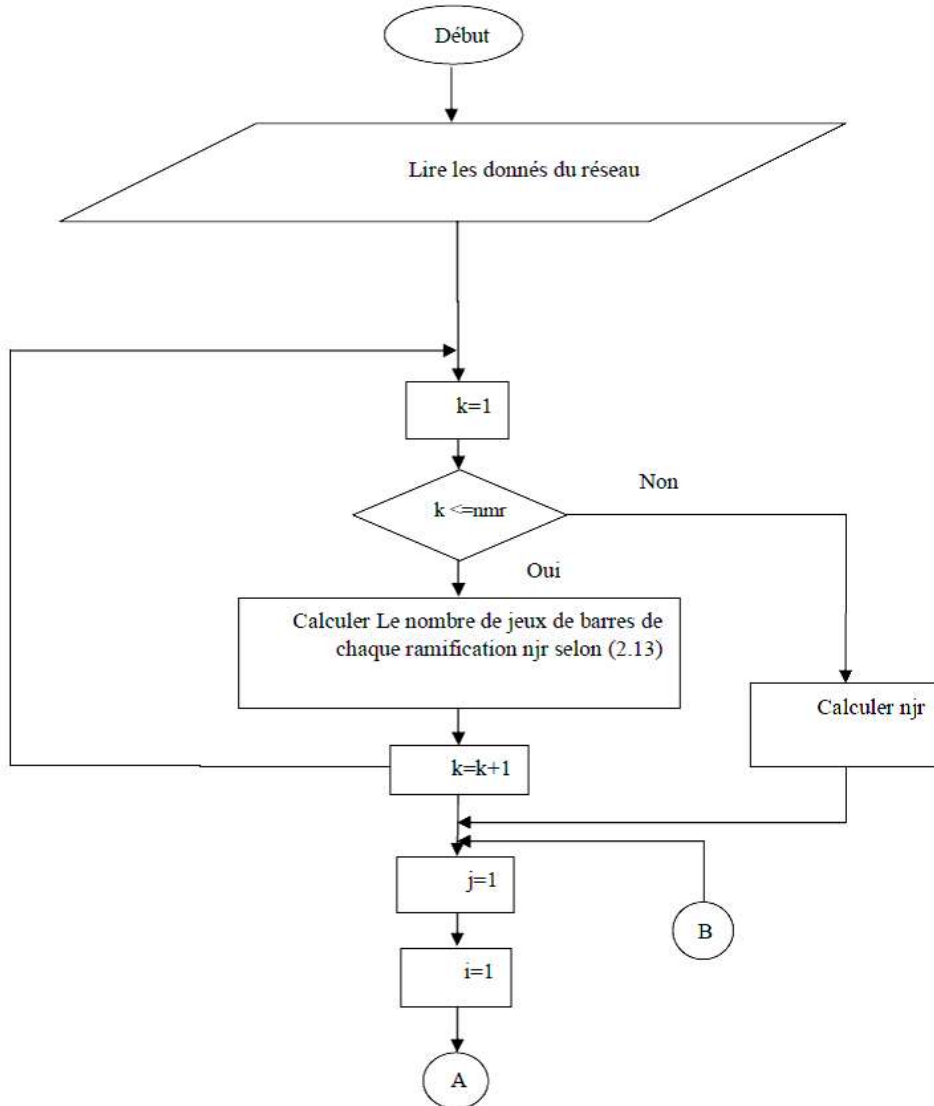 Début
Lire les donnés du réseau
k=1
k <=nmr
Non
Oui
Calculer Le nombre de jeux de barres de
chaque ramification njr selon (2.13)
Calculer njr
k=k+1
j=1
B
i=1
A